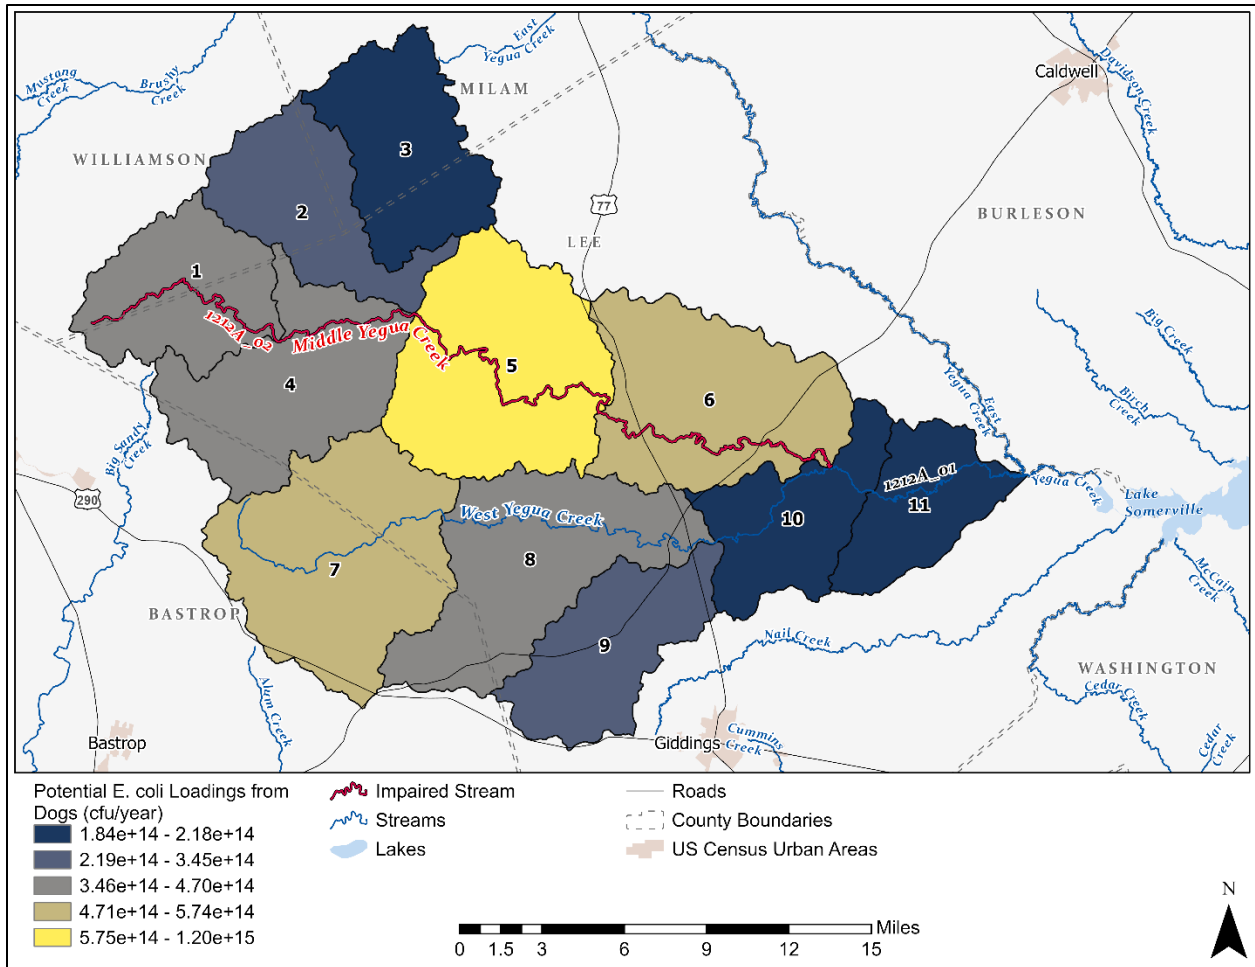 East
Yegua Creek
Mustang
Creek
Brushy
Creek
MILAM
Caldwell
Davidson Creek
WILLIAMSON
3
2
77
BURLESON
LEE
1
1212A_02
Middle Yegua Creek
5
4
6
Big Creek
Birch
Creek
East
Yegua Creek
Big Sandy
Creek
290
1212A_01
Yegua Creek
Lake
Somerville
West Yegua Creek
10
11
7
8
9
McCain
Creek
BASTROP
Nail Creek
WASHINGTON
Cedar Creek
Alum Creek
Bastrop
Giddings
Cummins
Creek
Cedar
Creek
Potential E. coli Loadings from
Dogs (cfu/year)
1.84e+14 - 2.18e+14
2.19e+14 - 3.45e+14
3.46e+14 - 4.70e+14
4.71e+14 - 5.74e+14
5.75e+14 - 1.20e+15
Impaired Stream
Streams
Lakes
Roads
County Boundaries
US Census Urban Areas
Miles
0 1.5 3 6 9 12 15
N